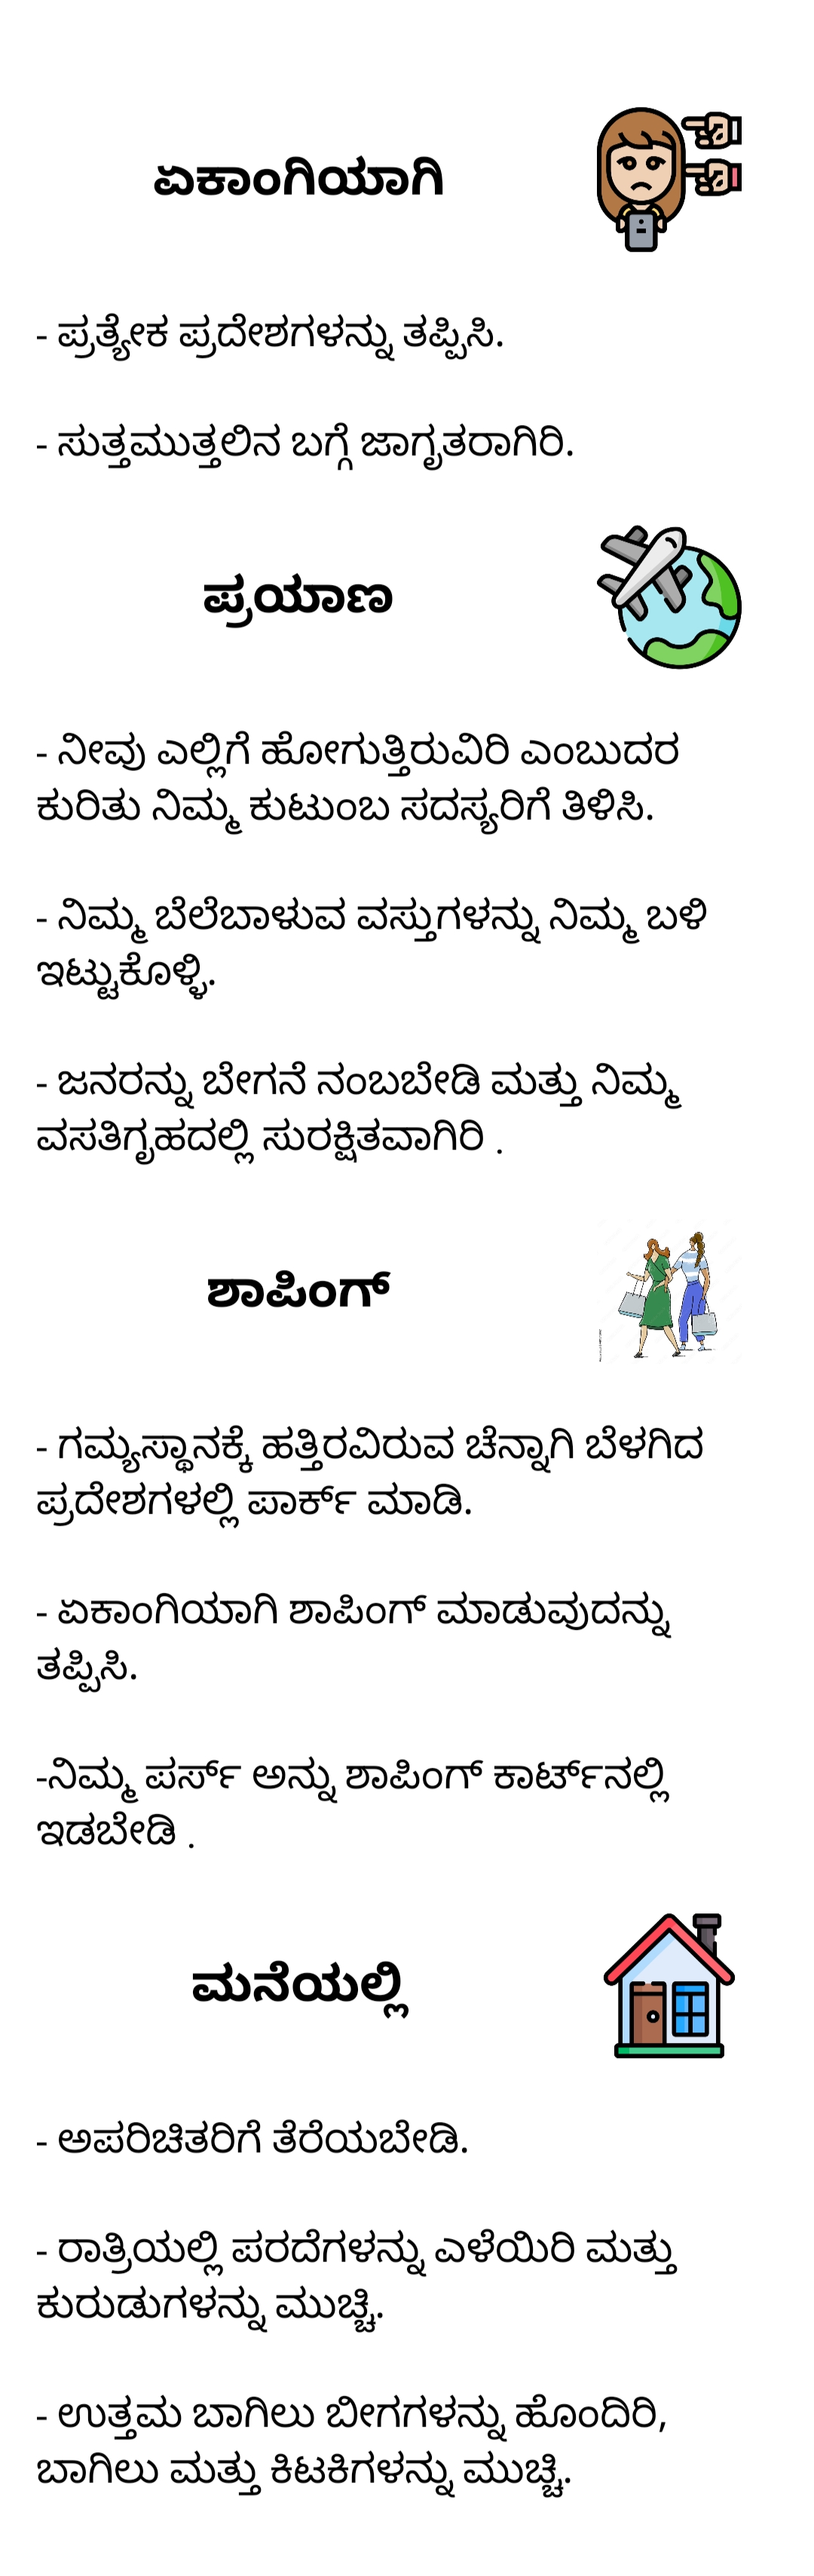 ಏಕಾಂಗಿಯಾಗಿ
- ಪ್ರತ್ಯೇಕ ಪ್ರದೇಶಗಳನ್ನು ತಪ್ಪಿಸಿ.
- ಸುತ್ತಮುತ್ತಲಿನ ಬಗ್ಗೆ ಜಾಗೃತರಾಗಿರಿ.
ಪ್ರಯಾಣ
- ನೀವು ಎಲ್ಲಿಗೆ ಹೋಗುತ್ತಿರುವಿರಿ ಎಂಬುದರ
ಕುರಿತು ನಿಮ್ಮ ಕುಟುಂಬ ಸದಸ್ಯರಿಗೆ ತಿಳಿಸಿ.
- ನಿಮ್ಮ ಬೆಲೆಬಾಳುವ ವಸ್ತುಗಳನ್ನು ನಿಮ್ಮ ಬಳಿ
ಇಟ್ಟುಕೊಳ್ಳಿ.
- ಜನರನ್ನು ಬೇಗನೆ ನಂಬಬೇಡಿ ಮತ್ತು ನಿಮ್ಮ
ವಸತಿಗೃಹದಲ್ಲಿ ಸುರಕ್ಷಿತವಾಗಿರಿ .
ಶಾಪಿಂಗ್
- ಗಮ್ಯಸ್ಥಾನಕ್ಕೆ ಹತ್ತಿರವಿರುವ ಚೆನ್ನಾಗಿ ಬೆಳಗಿದ
ಪ್ರದೇಶಗಳಲ್ಲಿ ಪಾರ್ಕ್ ಮಾಡಿ.
- ಏಕಾಂಗಿಯಾಗಿ ಶಾಪಿಂಗ್ ಮಾಡುವುದನ್ನು
ತಪ್ಪಿಸಿ.
-ನಿಮ್ಮ ಪರ್ಸ್ ಅನ್ನು ಶಾಪಿಂಗ್ ಕಾರ್ಟ್‌ನಲ್ಲಿ
ಇಡಬೇಡಿ .
ಮನೆಯಲ್ಲಿ
- ಅಪರಿಚಿತರಿಗೆ ತೆರೆಯಬೇಡಿ.
- ರಾತ್ರಿಯಲ್ಲಿ ಪರದೆಗಳನ್ನು ಎಳೆಯಿರಿ ಮತ್ತು
ಕುರುಡುಗಳನ್ನು ಮುಚ್ಚಿ.
- ಉತ್ತಮ ಬಾಗಿಲು ಬೀಗಗಳನ್ನು ಹೊಂದಿರಿ,
ಬಾಗಿಲು ಮತ್ತು ಕಿಟಕಿಗಳನ್ನು ಮುಚ್ಚಿ.